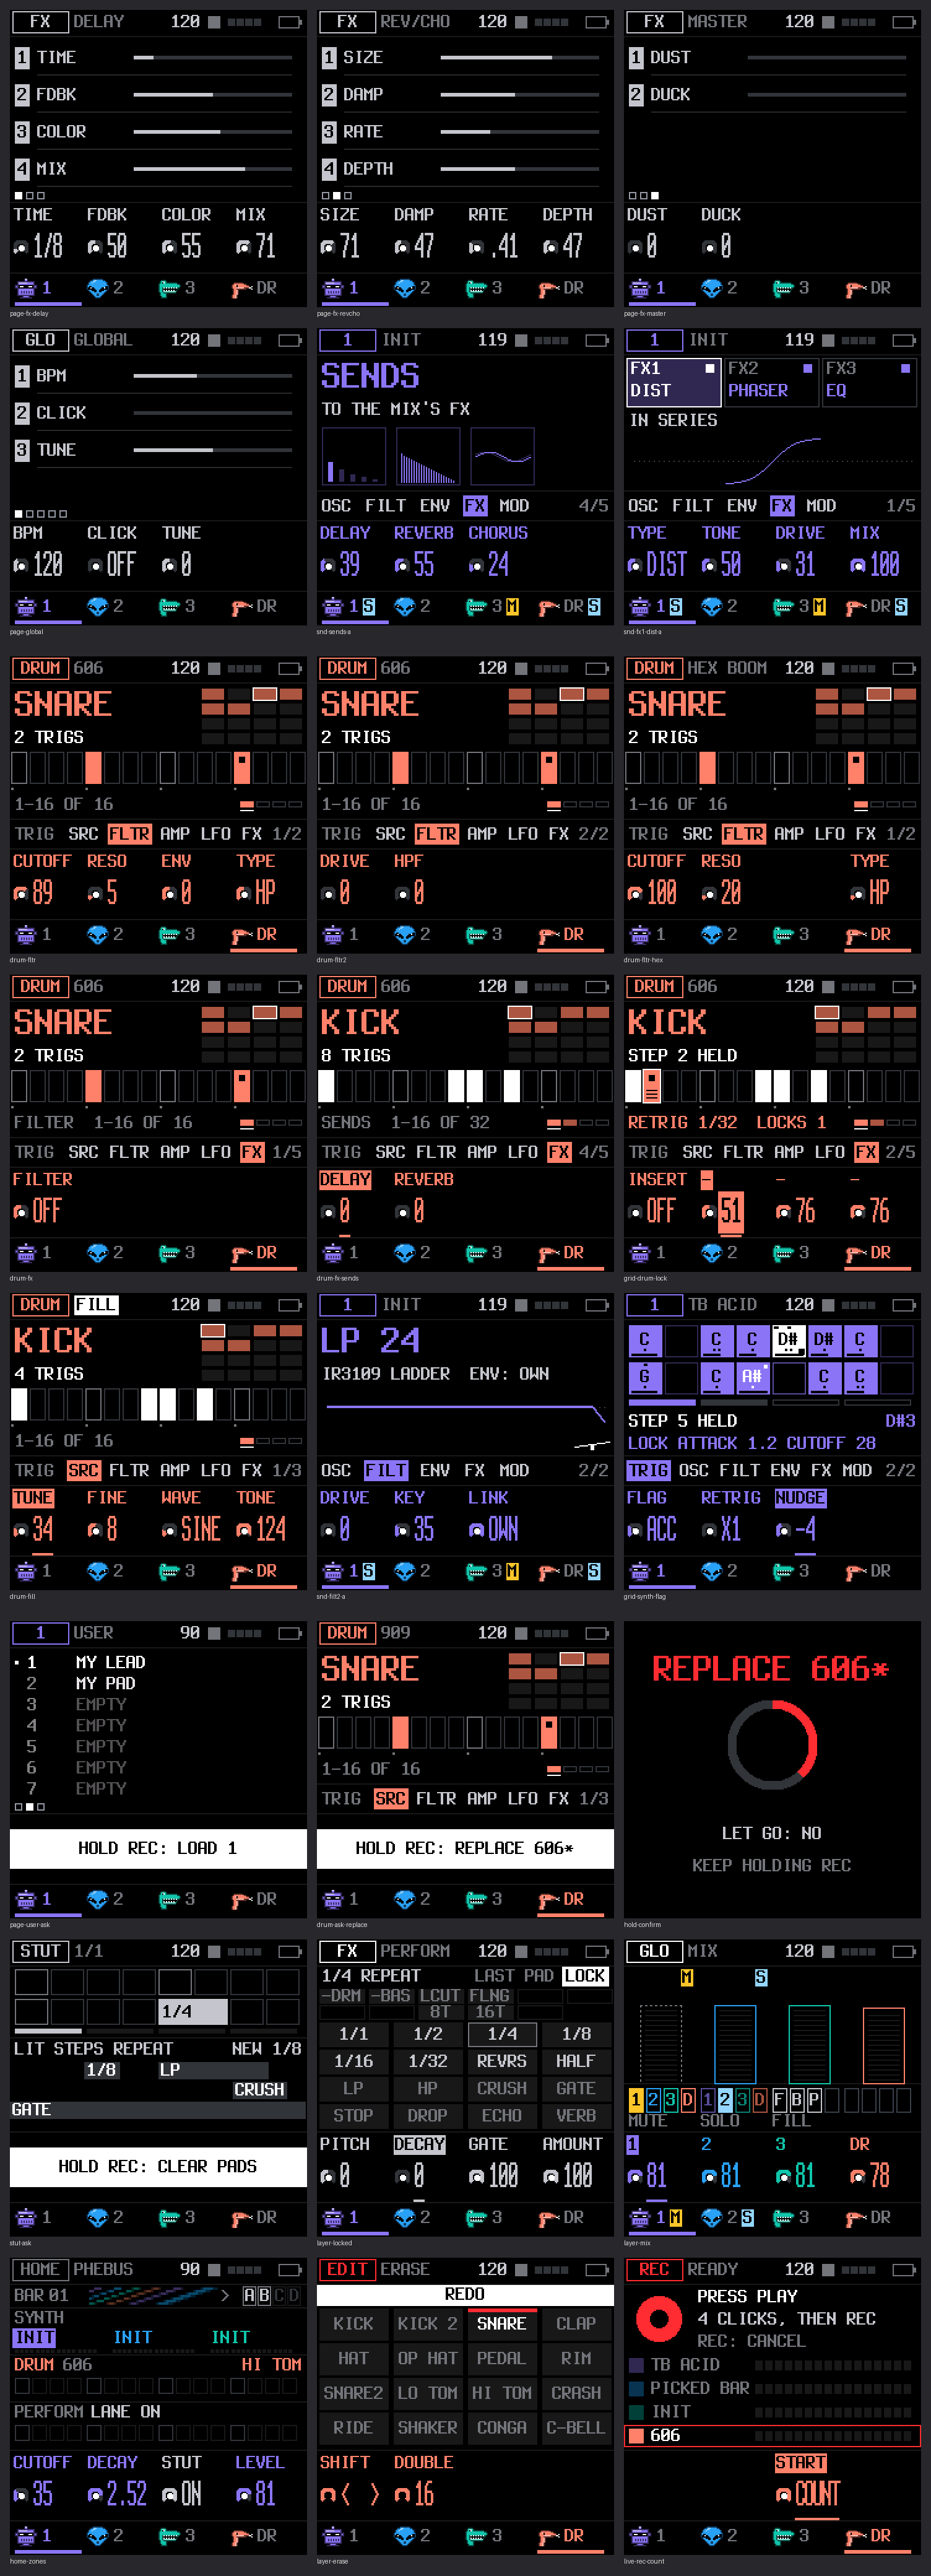 FX DELAY 120
1 TIME
2 FDBK
3 COLOR
4 MIX
TIME FDBK COLOR MIX
1/8 50 55 71
1 2 3 DR
page-fx-delay
FX REV/CHO 120
1 SIZE
2 DAMP
3 RATE
4 DEPTH
SIZE DAMP RATE DEPTH
71 47 .41 47
1 2 3 DR
page-fx-revcho
FX MASTER 120
1 DUST
2 DUCK
DUST DUCK
0 0
1 2 3 DR
page-fx-master
GLO GLOBAL 120
1 BPM
2 CLICK
3 TUNE
BPM CLICK TUNE
120 OFF 0
1 2 3 DR
page-global
1 INIT 119
SENDS
TO THE MIX'S FX
OSC FILT ENV FX MOD 4/5
DELAY REVERB CHORUS
39 55 24
1 S 2 3 M DR S
snd-sends-a
1 INIT 119
FX1 FX2 FX3
DIST PHASER EQ
IN SERIES
OSC FILT ENV FX MOD 1/5
TYPE TONE DRIVE MIX
DIST 50 31 100
1 S 2 3 M DR S
snd-fx1-dist-a
DRUM 606 120
SNARE
2 TRIGS
1-16 OF 16
TRIG SRC FLTR AMP LFO FX 1/2
CUTOFF RESO ENV TYPE
89 5 0 HP
1 2 3 DR
drum-fltr
DRUM 606 120
SNARE
2 TRIGS
1-16 OF 16
TRIG SRC FLTR AMP LFO FX 2/2
DRIVE HPF
0 0
1 2 3 DR
drum-fltr2
DRUM HEX BOOM 120
SNARE
2 TRIGS
1-16 OF 16
TRIG SRC FLTR AMP LFO FX 1/2
CUTOFF RESO TYPE
100 20 HP
1 2 3 DR
drum-fltr-hex
DRUM 606 120
SNARE
2 TRIGS
FILTER 1-16 OF 16
TRIG SRC FLTR AMP LFO FX 1/5
FILTER
OFF
1 2 3 DR
drum-fx
DRUM 606 120
KICK
8 TRIGS
SENDS 1-16 OF 32
TRIG SRC FLTR AMP LFO FX 4/5
DELAY REVERB
0 0
1 2 3 DR
drum-fx-sends
DRUM 606 120
KICK
STEP 2 HELD
RETRIG 1/32 LOCKS 1
TRIG SRC FLTR AMP LFO FX 2/5
INSERT - - -
OFF 51 76 76
1 2 3 DR
grid-drum-lock
DRUM FILL 120
KICK
4 TRIGS
1-16 OF 16
TRIG SRC FLTR AMP LFO FX 1/3
TUNE FINE WAVE TONE
34 8 SINE 124
1 2 3 DR
drum-fill
1 INIT 119
LP 24
IR3109 LADDER ENV: OWN
OSC FILT ENV FX MOD 2/2
DRIVE KEY LINK
0 35 OWN
1 S 2 3 M DR S
snd-filt2-a
1 TB ACID 120
C C C D# D# C
G C A# C C
STEP 5 HELD D#3
LOCK ATTACK 1.2 CUTOFF 28
TRIG OSC FILT ENV FX MOD 2/2
FLAG RETRIG NUDGE
ACC X1 -4
1 2 3 DR
grid-synth-flag
1 USER 90
1 MY LEAD
2 MY PAD
3 EMPTY
4 EMPTY
5 EMPTY
6 EMPTY
7 EMPTY
HOLD REC: LOAD 1
1 2 3 DR
page-user-ask
DRUM 909 120
SNARE
2 TRIGS
1-16 OF 16
TRIG SRC FLTR AMP LFO FX 1/3
HOLD REC: REPLACE 606*
1 2 3 DR
drum-ask-replace
REPLACE 606*
LET GO: NO
KEEP HOLDING REC
hold-confirm
STUT 1/1 120
1/4
LIT STEPS REPEAT NEW 1/8
1/8 LP
CRUSH
GATE
HOLD REC: CLEAR PADS
1 2 3 DR
stut-ask
FX PERFORM 120
1/4 REPEAT LAST PAD LOCK
-DRM -BAS LCUT FLNG
8T 16T
1/1 1/2 1/4 1/8
1/16 1/32 REVRS HALF
LP HP CRUSH GATE
STOP DROP ECHO VERB
PITCH DECAY GATE AMOUNT
0 0 100 100
1 2 3 DR
layer-locked
GLO MIX 120
M S
1 2 3 D 1 2 3 D F B P
MUTE SOLO FILL
1 2 3 DR
81 81 81 78
1 M 2 S 3 DR
layer-mix
HOME PHEBUS 90
BAR 01 > A B C D
SYNTH
INIT INIT INIT
DRUM 606 HI TOM
PERFORM LANE ON
CUTOFF DECAY STUT LEVEL
35 2.52 ON 81
1 2 3 DR
home-zones
EDIT ERASE 120
REDO
KICK KICK 2 SNARE CLAP
HAT OP HAT PEDAL RIM
SNARE2 LO TOM HI TOM CRASH
RIDE SHAKER CONGA C-BELL
SHIFT DOUBLE
< > 16
1 2 3 DR
layer-erase
REC READY 120
PRESS PLAY
4 CLICKS, THEN REC
REC: CANCEL
TB ACID
PICKED BAR
INIT
606
START
COUNT
1 2 3 DR
live-rec-count